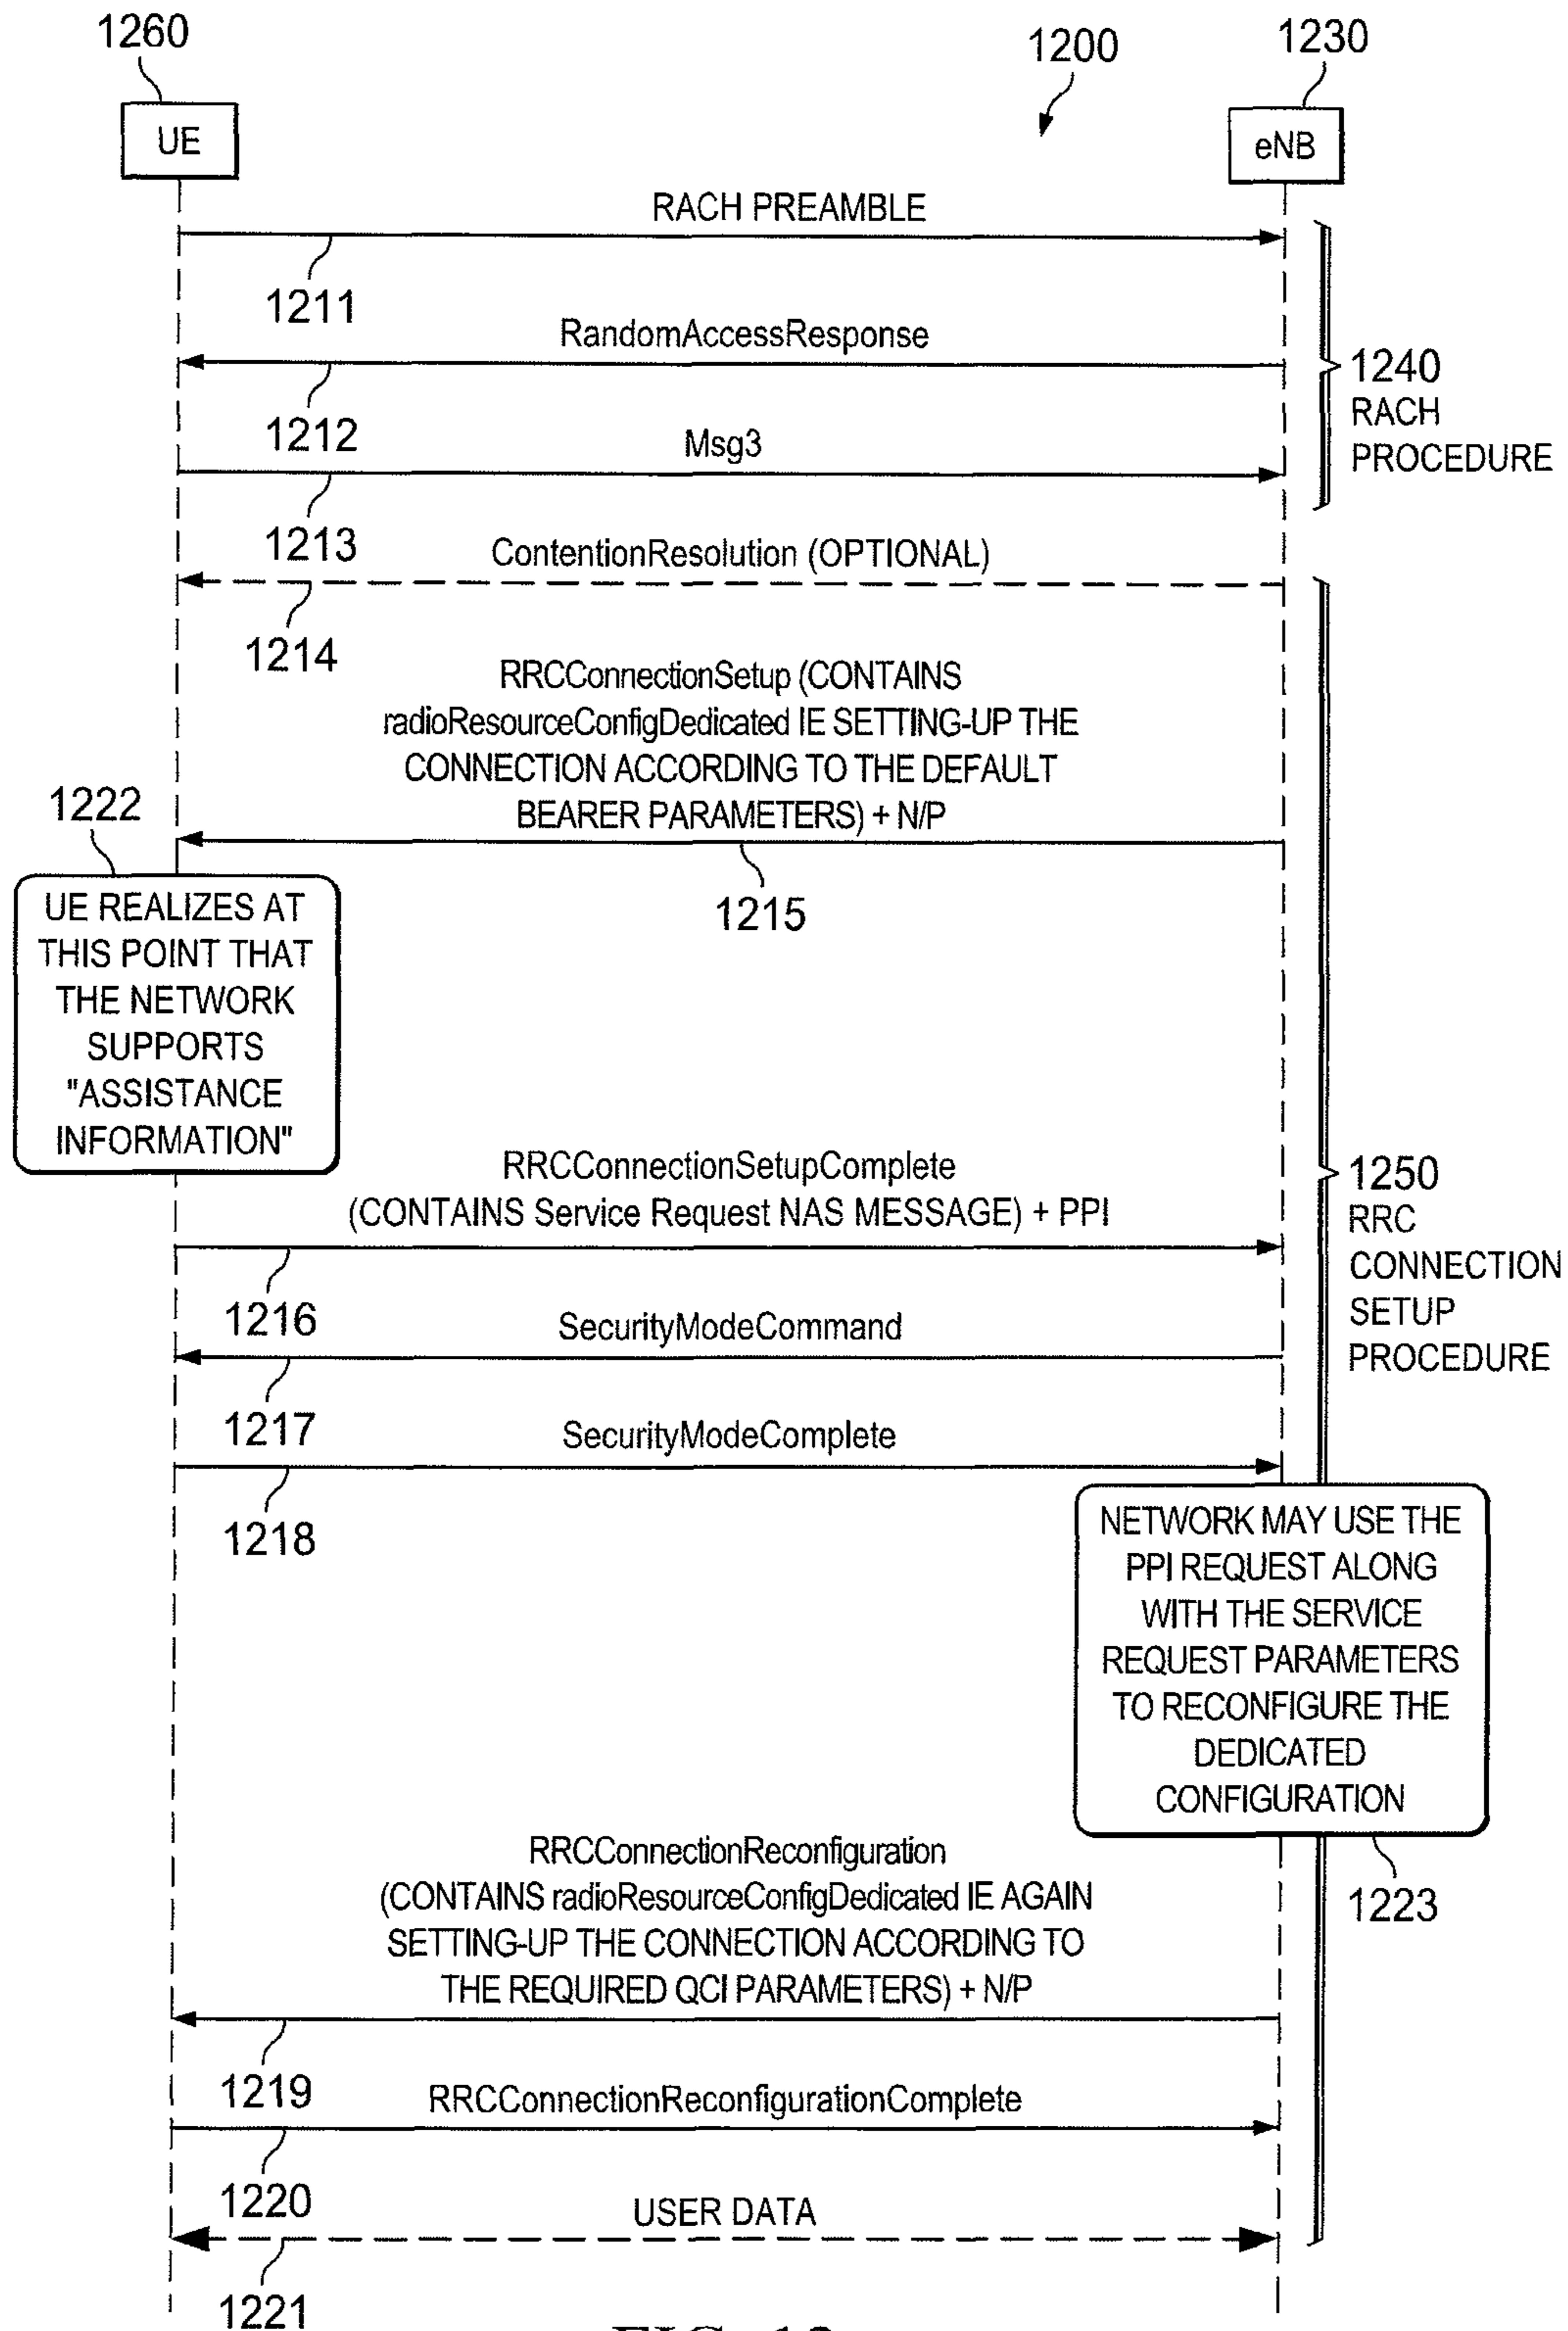 1260
1200
1230
UE
eNB
RACH PREAMBLE
1211
RandomAccessResponse
1212
1240
RACH
PROCEDURE
Msg3
1213
ContentionResolution (OPTIONAL)
1214
RRCConnectionSetup (CONTAINS
radioResourceConfigDedicated IE SETTING-UP THE
CONNECTION ACCORDING TO THE DEFAULT
BEARER PARAMETERS) + N/P
1215
1222
UE REALIZES AT
THIS POINT THAT
THE NETWORK
SUPPORTS
"ASSISTANCE
INFORMATION"
RRCConnectionSetupComplete
(CONTAINS Service Request NAS MESSAGE) + PPI
1216
1250
RRC
CONNECTION
SETUP
PROCEDURE
SecurityModeCommand
1217
SecurityModeComplete
1218
NETWORK MAY USE THE
PPI REQUEST ALONG
WITH THE SERVICE
REQUEST PARAMETERS
TO RECONFIGURE THE
DEDICATED
CONFIGURATION
1223
RRCConnectionReconfiguration
(CONTAINS radioResourceConfigDedicated IE AGAIN
SETTING-UP THE CONNECTION ACCORDING TO
THE REQUIRED QCI PARAMETERS) + N/P
1219
RRCConnectionReconfigurationComplete
1220
USER DATA
1221